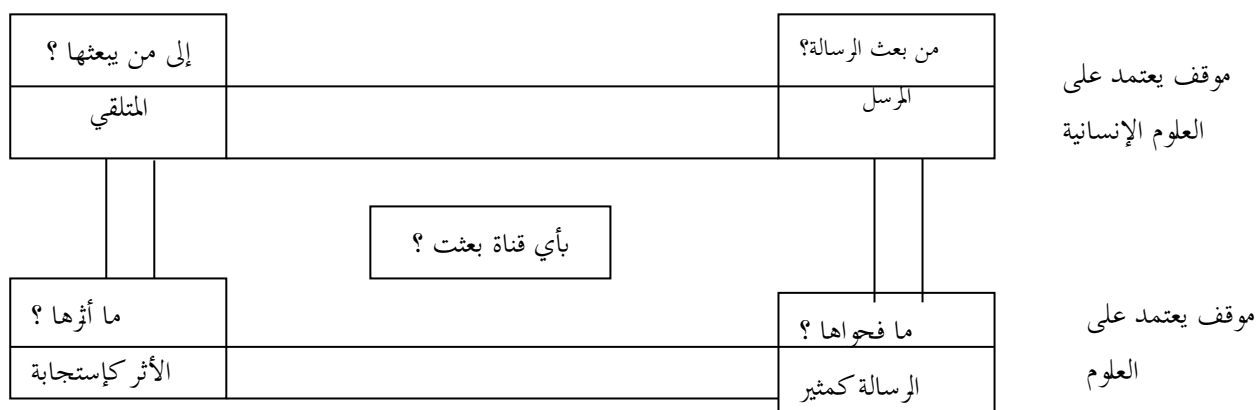 من بعث الرسالة؟
المرسل
إلى من يبعثها ؟
المتلقي
موقف يعتمد على
العلوم الإنسانية
بأي قناة بعثت ؟
ما فحواها ؟
الرسالة كمثير
ما أثرها ؟
الأثر كإستجابة
موقف يعتمد على
العلوم